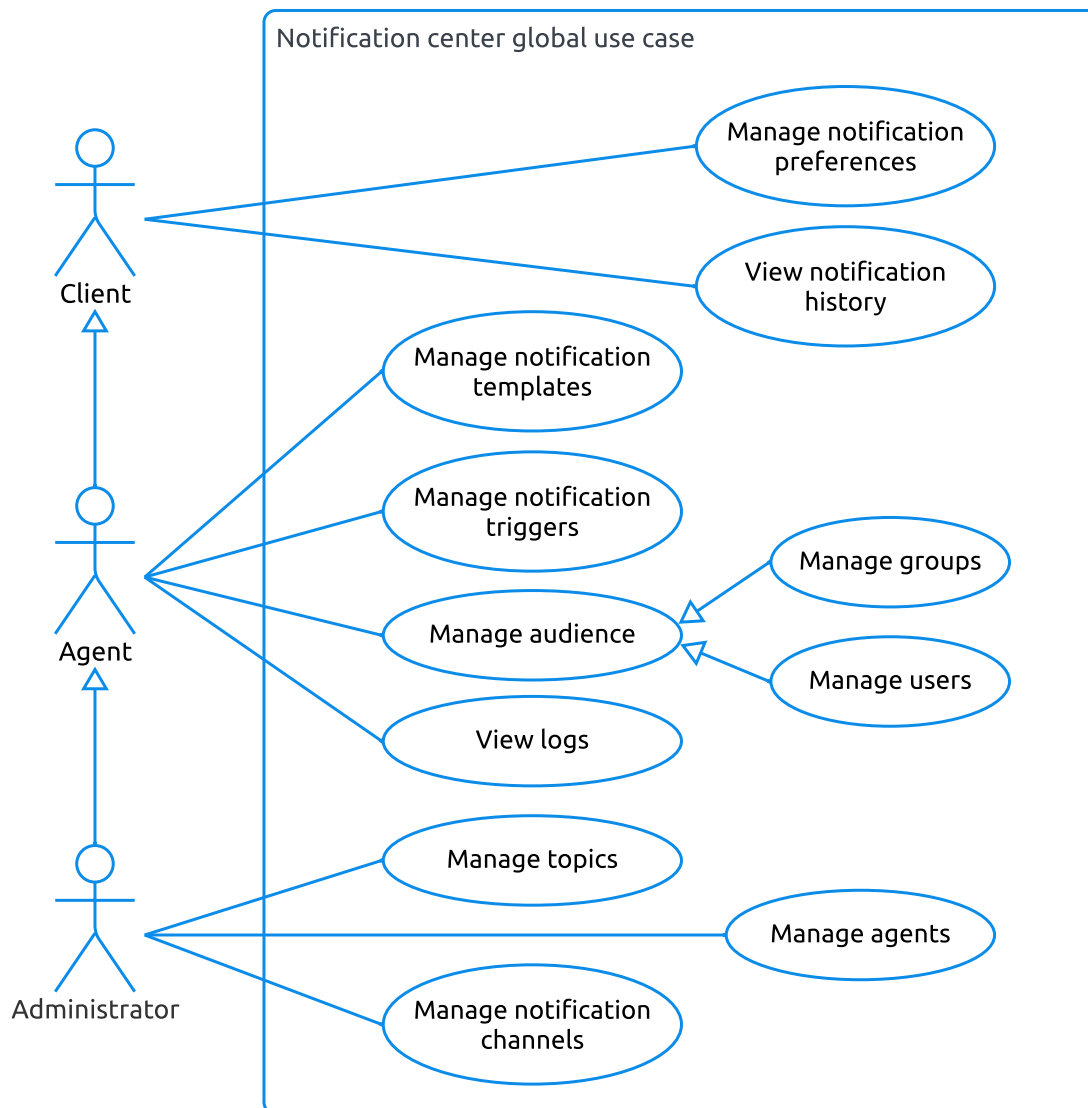 Notification center global use case
Manage notification
preferences
View notification
history
Client
Manage notification
templates
Manage notification
triggers
Manage groups
Manage audience
Agent
Manage users
View logs
Manage topics
Manage agents
Administrator
Manage notification
channels